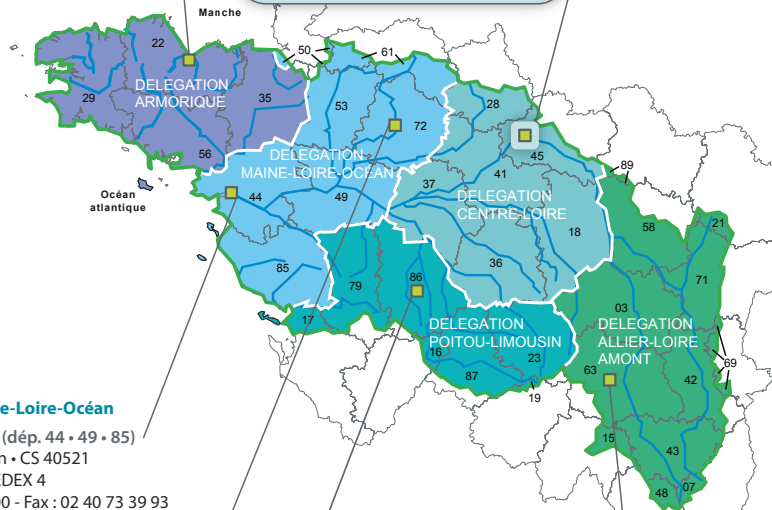 Manche
22
50
61
DELEGATION
ARMORIQUE
29
35
53
72
28
56
DELEGATION
MAINE-LOIRE-OCEAN
45
41
89
Océan
atlantique
44
49
37
DELEGATION
CENTRE-LOIRE
18
58
21
85
79
86
36
71
03
17
DELEGATION
POITOU-LIMOUSIN
DELEGATION
ALLIER-LOIRE
AMONT
16
23
87
19
63
69
42
15
43
48
07
e-Loire-Océan
(dép. 44 • 49 • 85)
n • CS 40521
EDEX 4
00 - Fax : 02 40 73 39 93